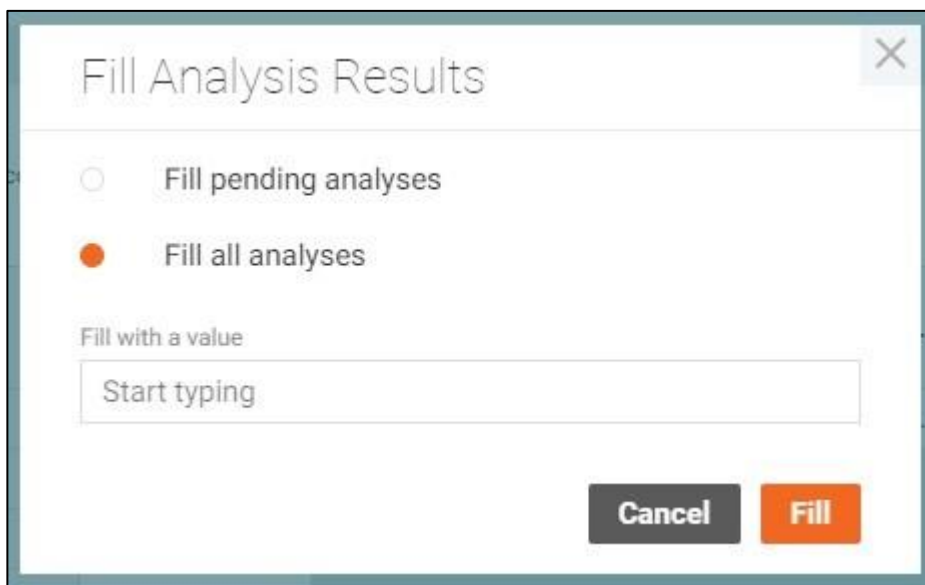 Fill Analysis Results
Fill pending analyses
Fill all analyses
Fill with a value
Start typing
Cancel
Fill